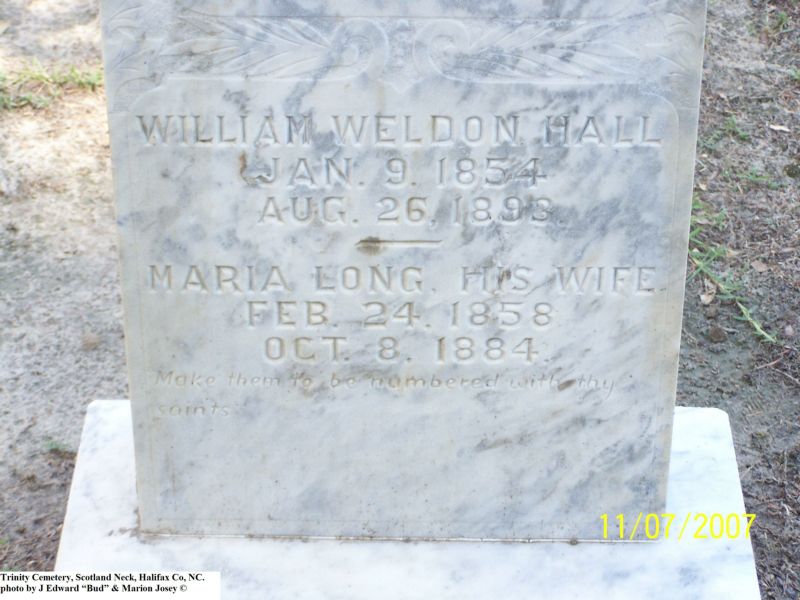 WILLIAM WELDON HALL
JAN. 9. 1854
AUG. 26, 1893.
MARIA LONG. HIS WIFE
FEB. 24. 1858
OCT. 8. 1884.
Make them to be numbered with thy
saints
11/07/2007
Trinity Cemetery, Scotland Neck, Halifax Co, NC.
photo by J Edward “Bud” & Marion Josey ©